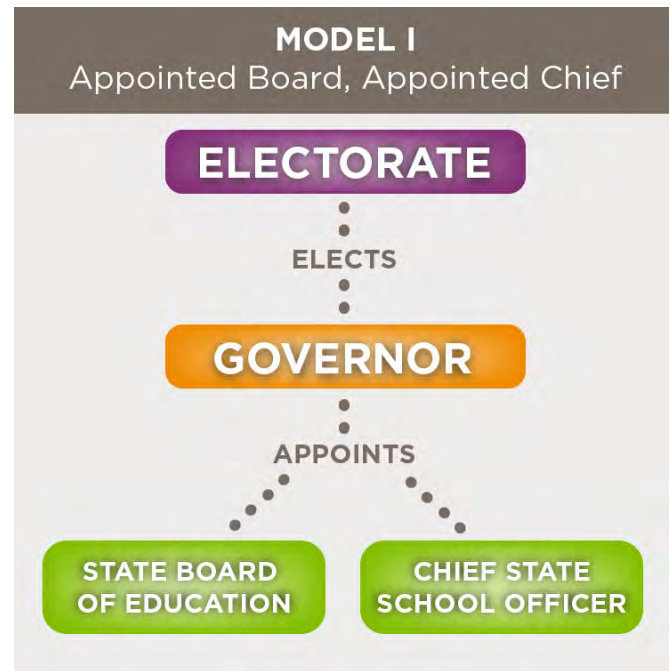 MODEL I
Appointed Board, Appointed Chief
ELECTORATE
ELECTS
GOVERNOR
APPOINTS
STATE BOARD
OF EDUCATION
CHIEF STATE
SCHOOL OFFICER